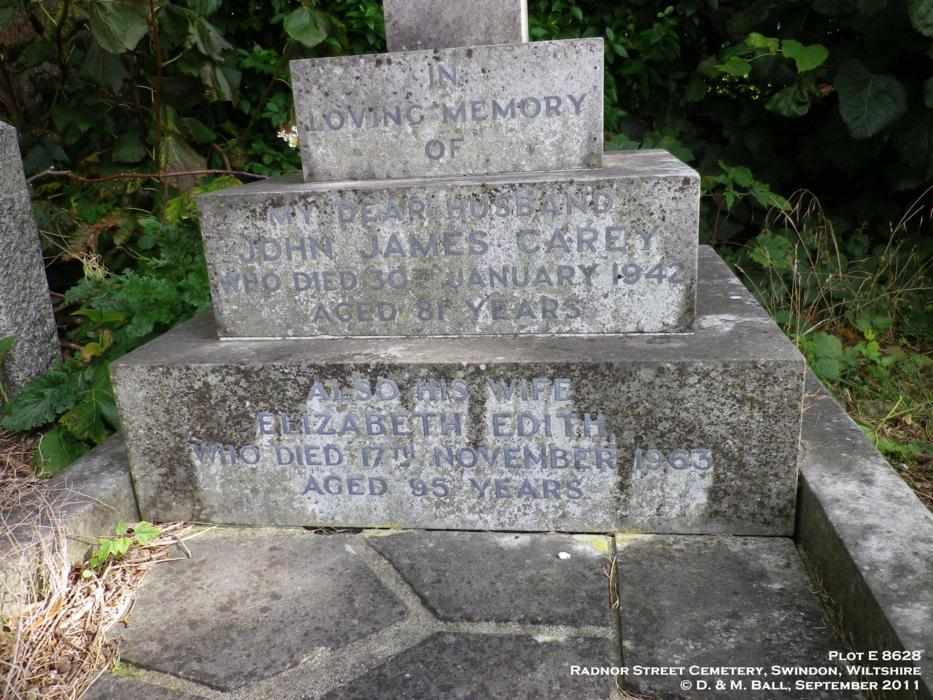 IN
LOVING MEMORY
OF
MY DEAR HUSBAND
JOHN JAMES CAREY
WHO DIED 30TH JANUARY 1942
AGED 81 YEARS
ALSO HIS WIFE
ELIZABETH EDITH,
WHO DIED 17TH NOVEMBER 1963
AGED 95 YEARS
PLOT E 8628
RADNOR STREET CEMETERY, SWINDON, WILTSHIRE
© D. & M. BALL, SEPTEMBER 2011